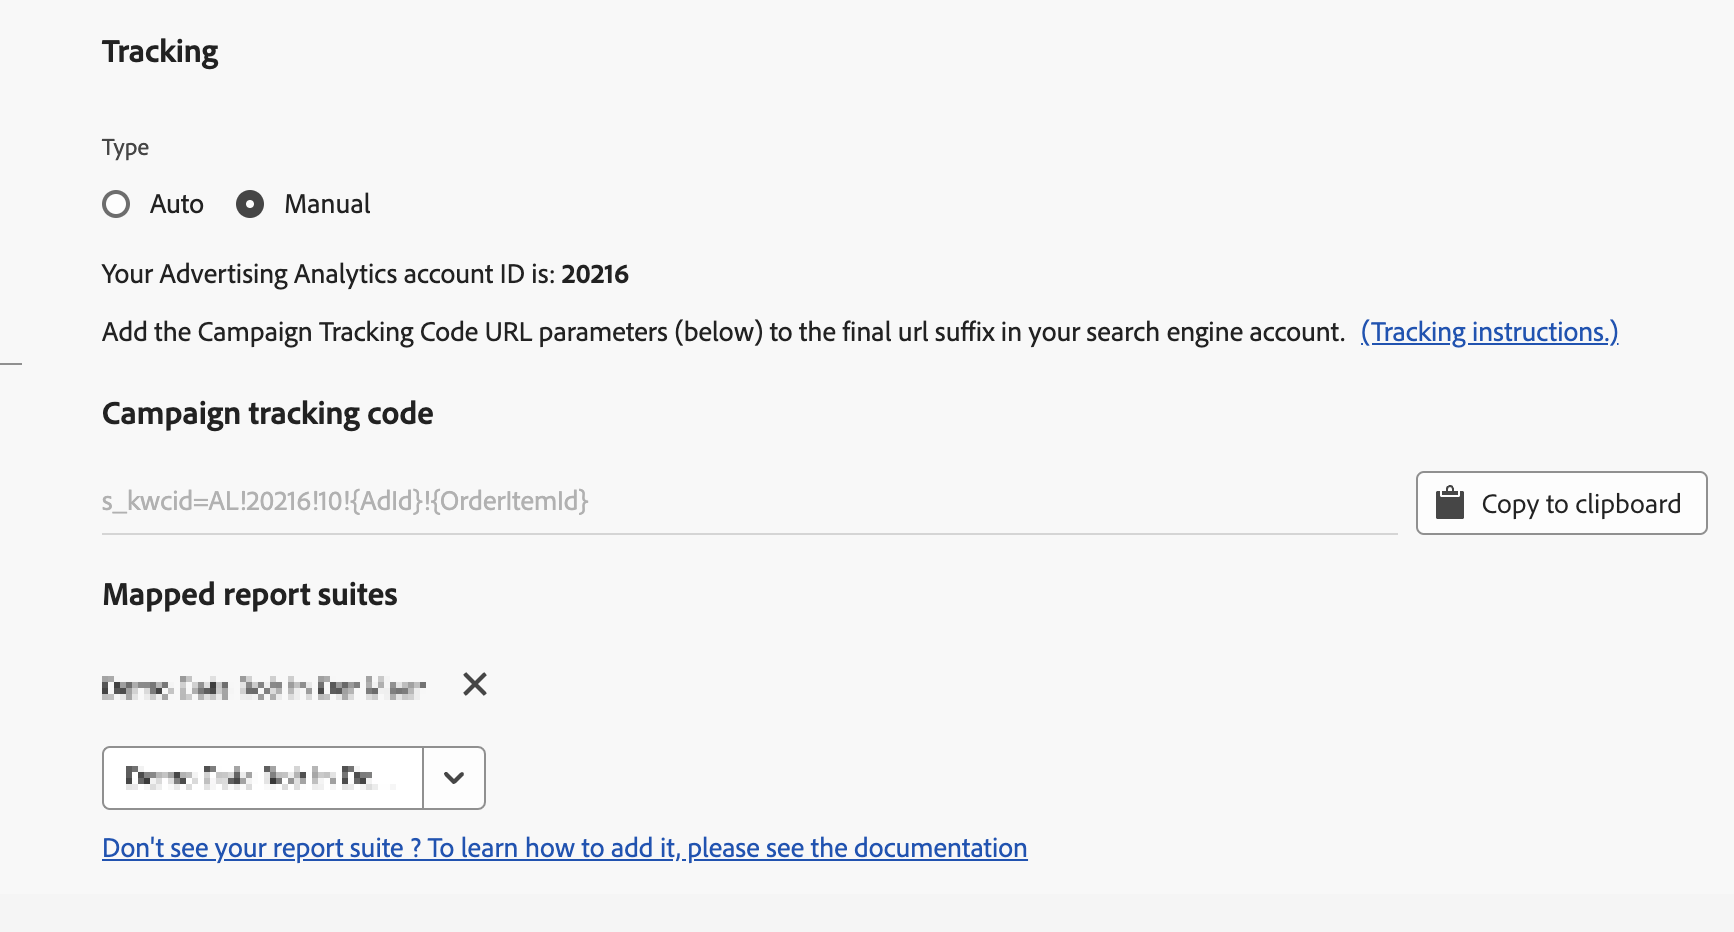 Tracking
Type
Auto Manual
Your Advertising Analytics account ID is: 20216
Add the Campaign Tracking Code URL parameters (below) to the final url suffix in your search engine account. (Tracking instructions.)
Campaign tracking code
s_kwcid=AL!20216!10!{AdId}!{OrderItemId}
Copy to clipboard
Mapped report suites
Don't see your report suite ? To learn how to add it, please see the documentation